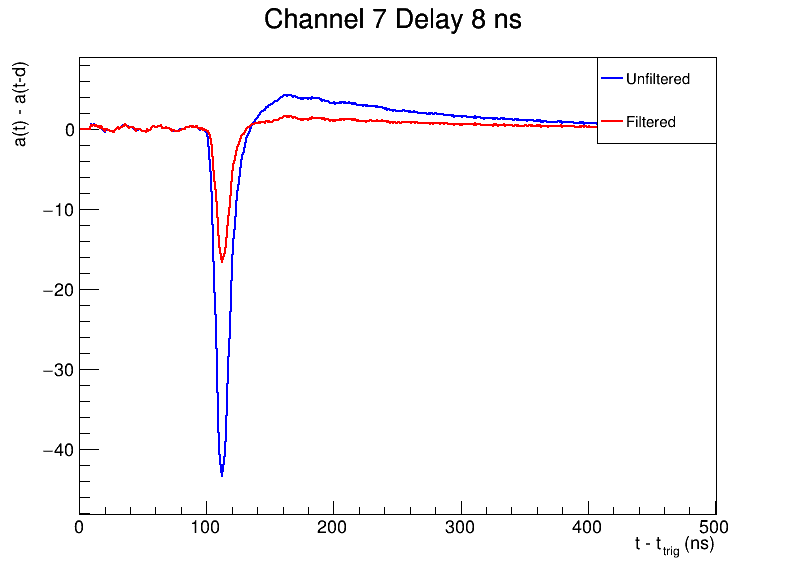 Channel 7 Delay 8 ns
a(t) - a(t-d)
Unfiltered
Filtered
0
−10
−20
−30
−40
0 100 200 300 400 500
t - t_trig (ns)